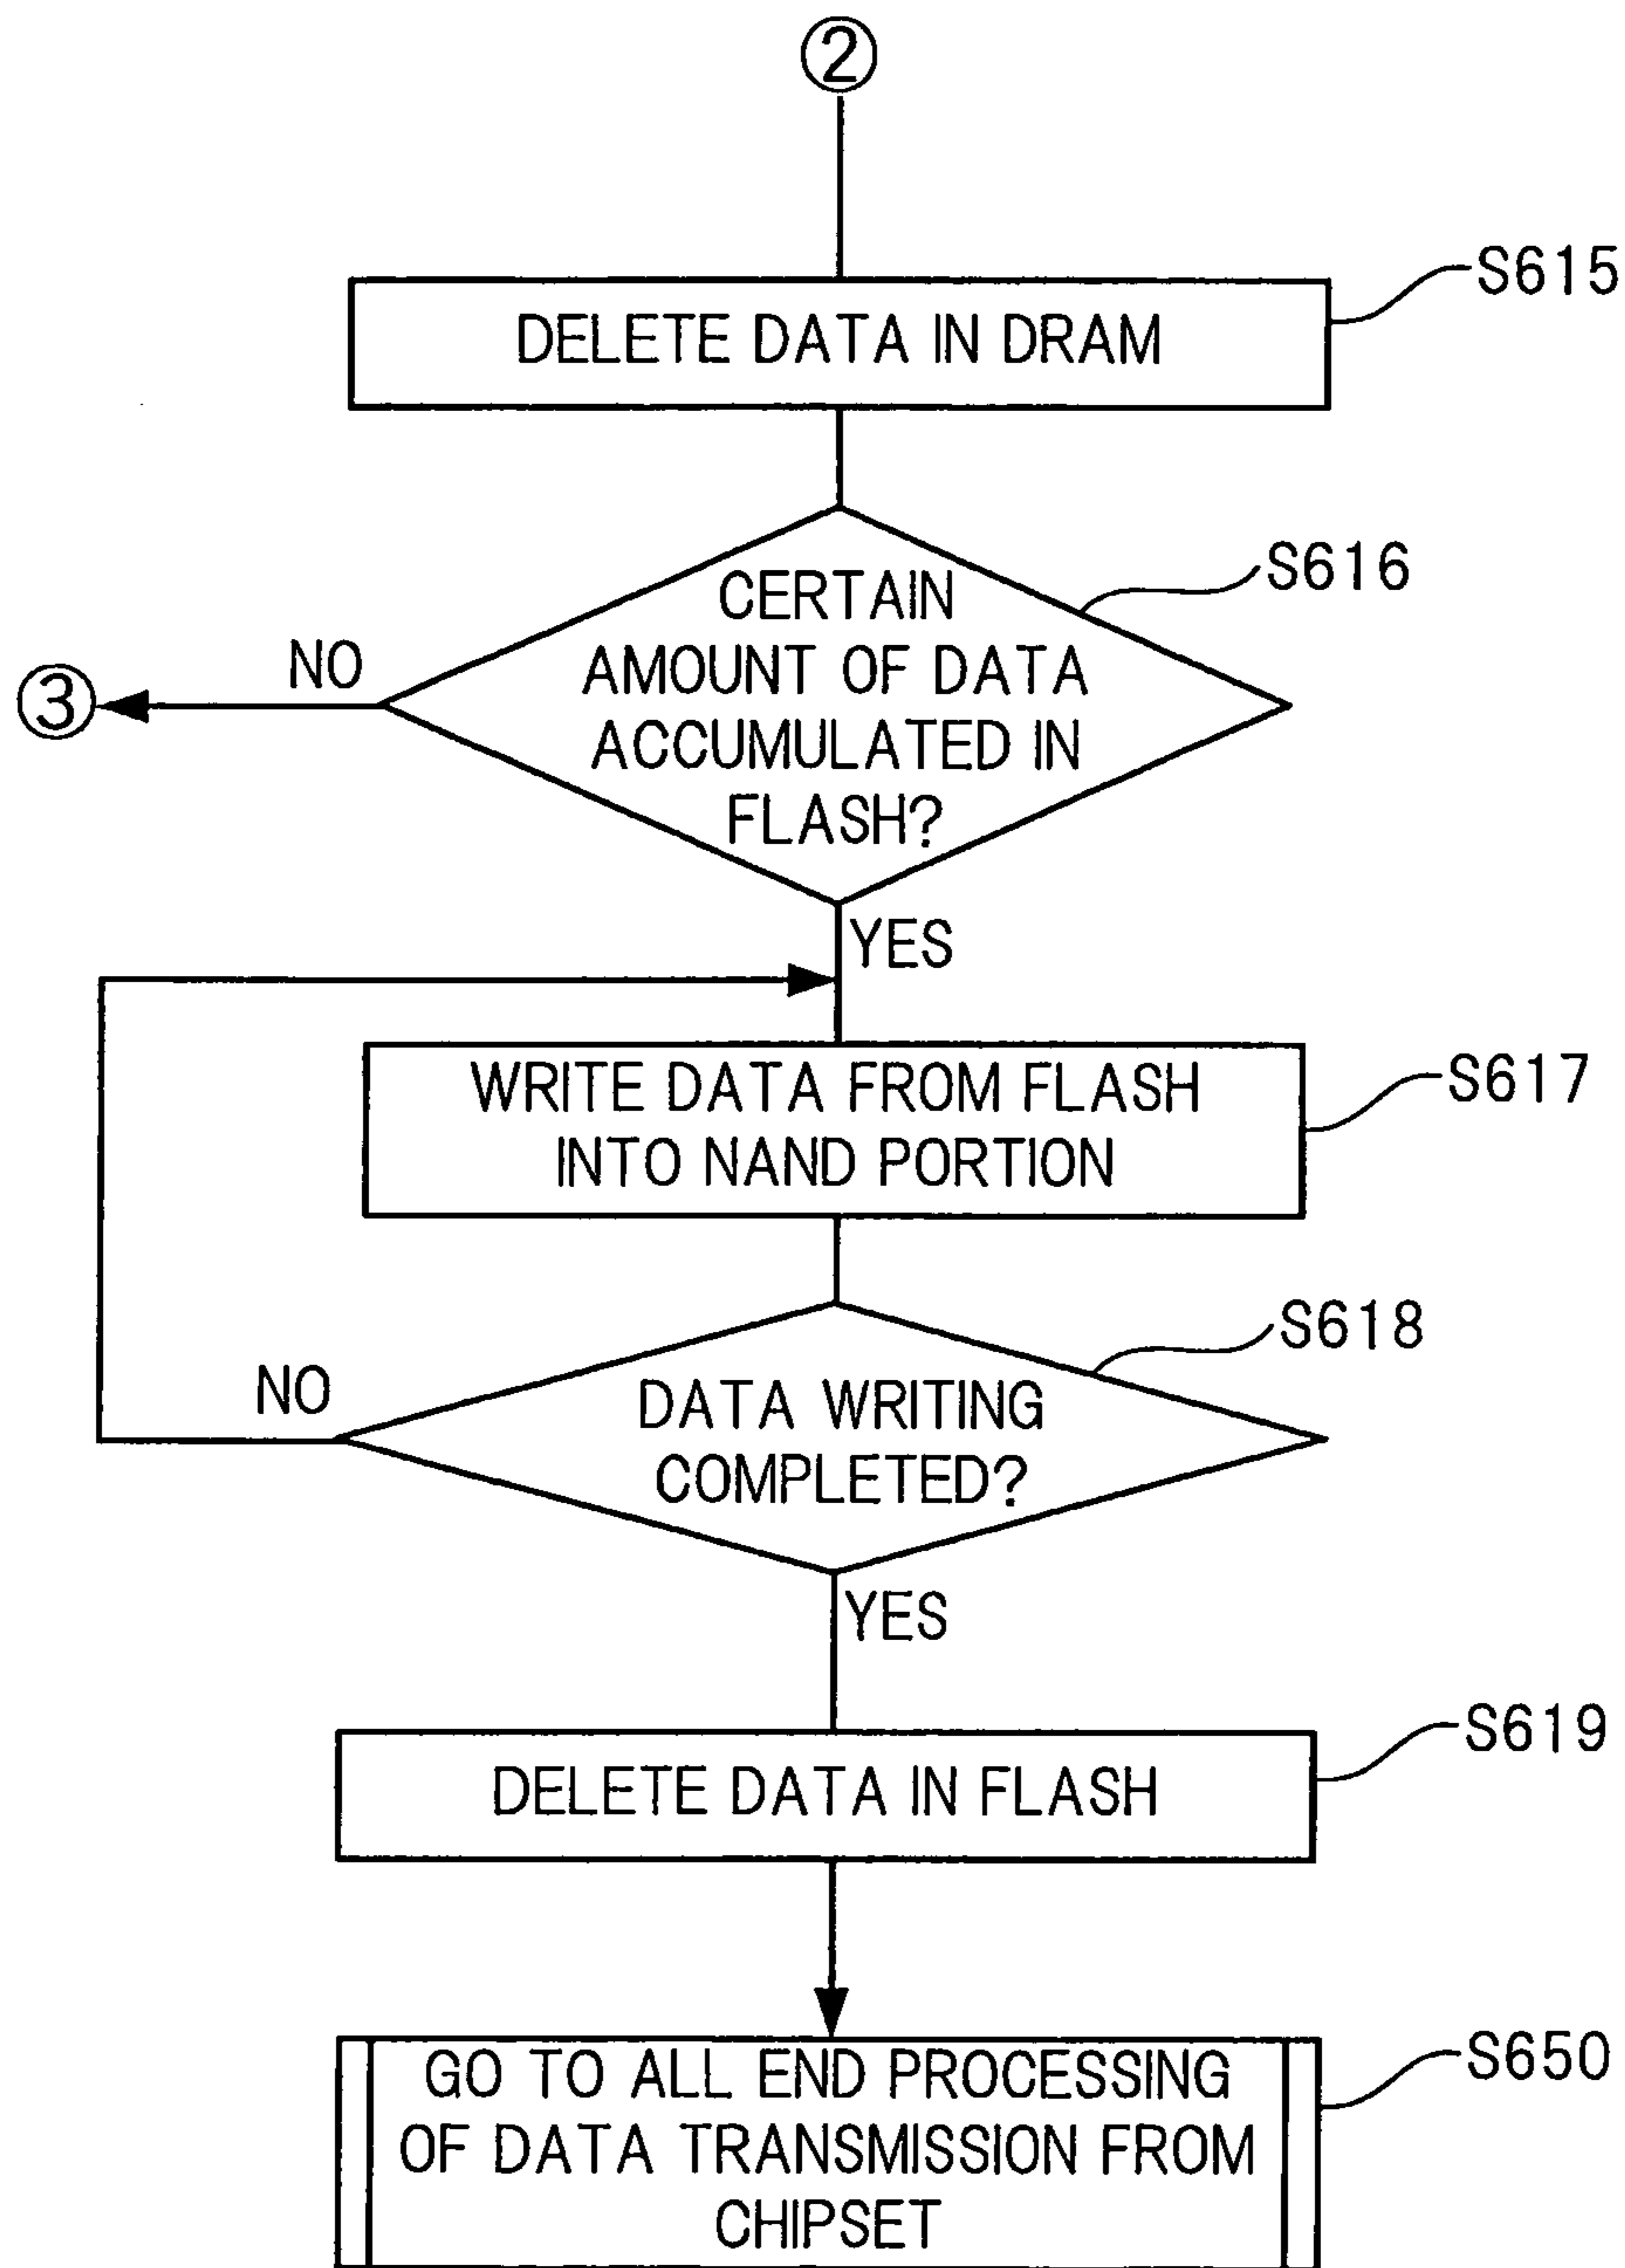 ②
S615
DELETE DATA IN DRAM
S616
CERTAIN
AMOUNT OF DATA
ACCUMULATED IN
FLASH?
NO
③
YES
S617
WRITE DATA FROM FLASH
INTO NAND PORTION
S618
DATA WRITING
COMPLETED?
NO
YES
S619
DELETE DATA IN FLASH
S650
GO TO ALL END PROCESSING
OF DATA TRANSMISSION FROM
CHIPSET